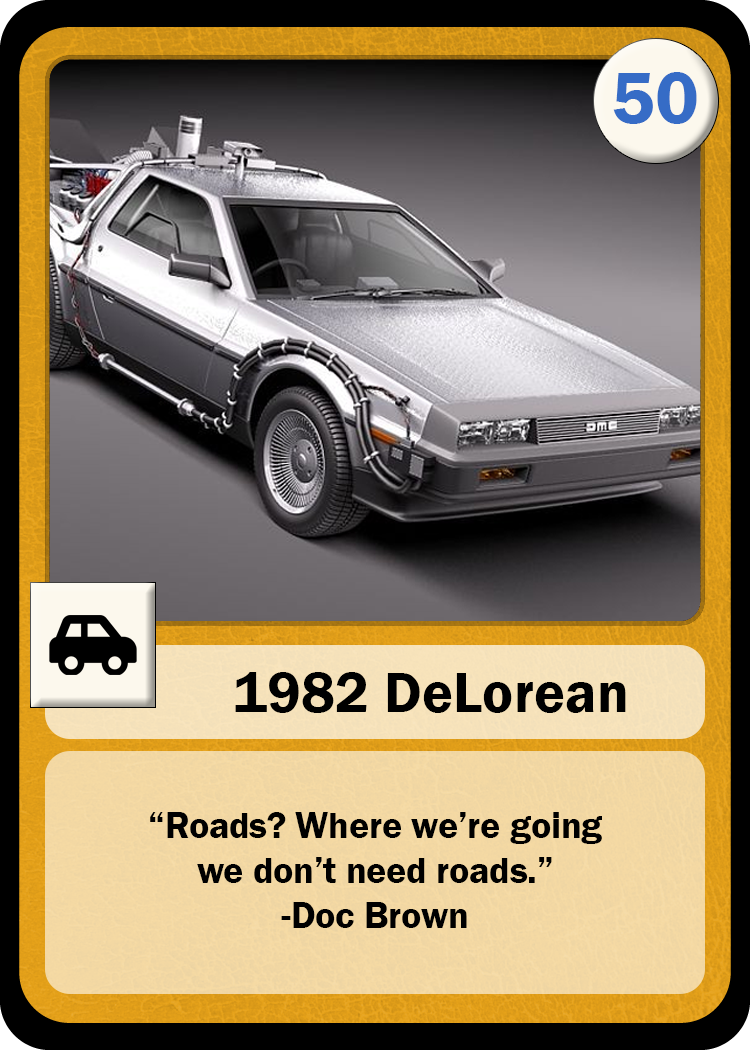 50
DMC
1982 DeLorean
“Roads? Where we’re going
we don’t need roads.”
-Doc Brown